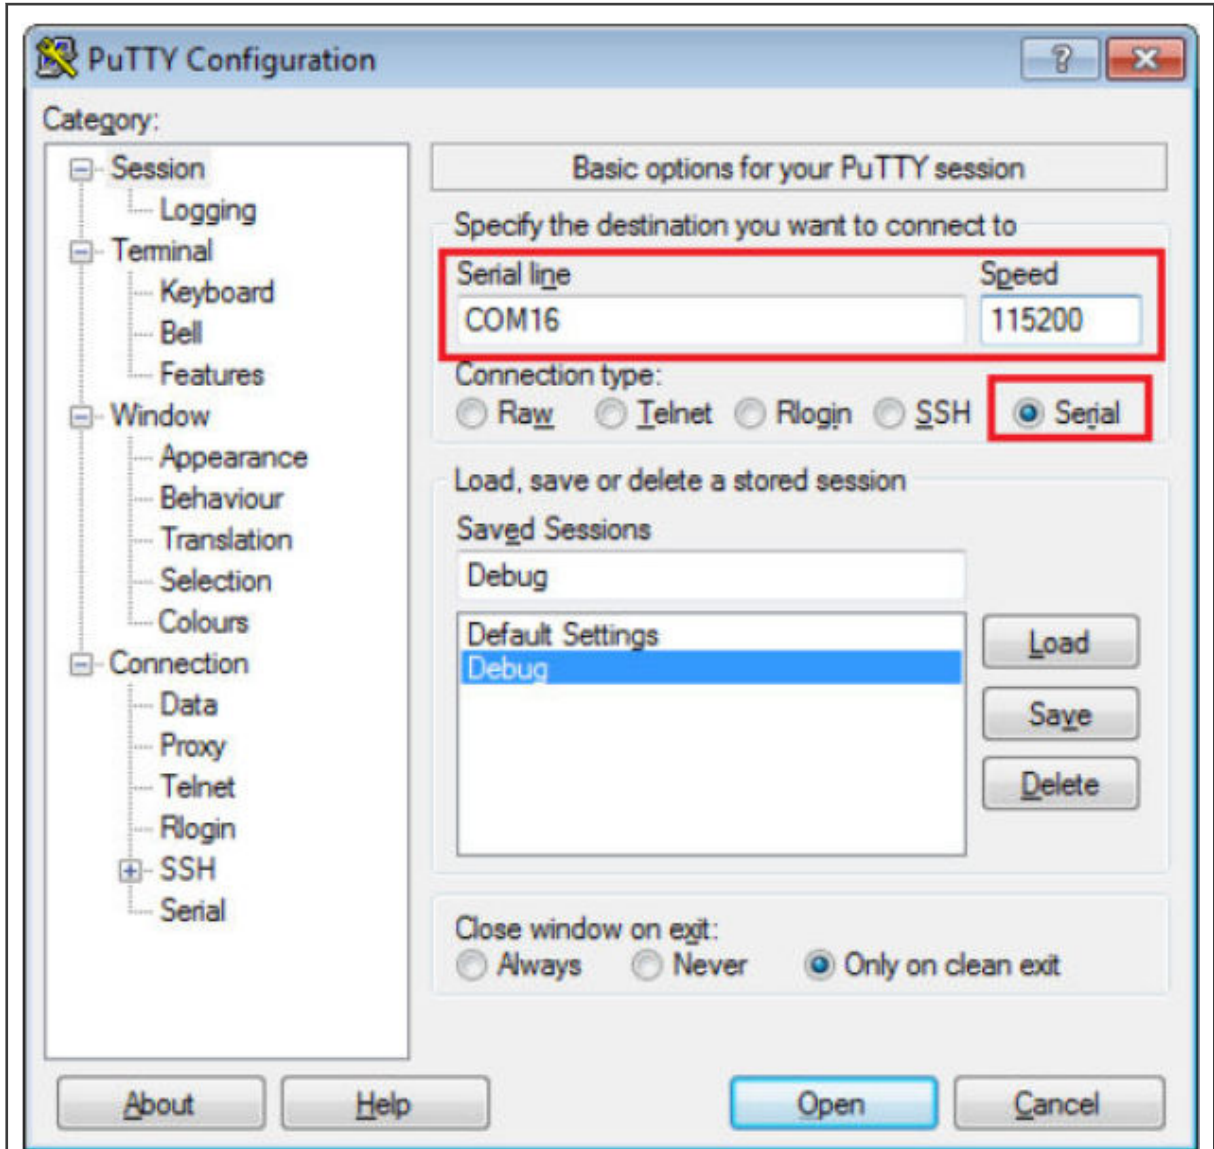 PuTTY Configuration
Category:
Session
Logging
Terminal
Keyboard
Bell
Features
Window
Appearance
Behaviour
Translation
Selection
Colours
Connection
Data
Proxy
Telnet
Rlogin
SSH
Serial
Basic options for your PuTTY session
Specify the destination you want to connect to
Serial line Speed
COM16 115200
Connection type:
Raw Telnet Rlogin SSH Serial
Load, save or delete a stored session
Saved Sessions
Debug
Default Settings
Debug
Load
Save
Delete
Close window on exit:
Always Never Only on clean exit
About Help Open Cancel